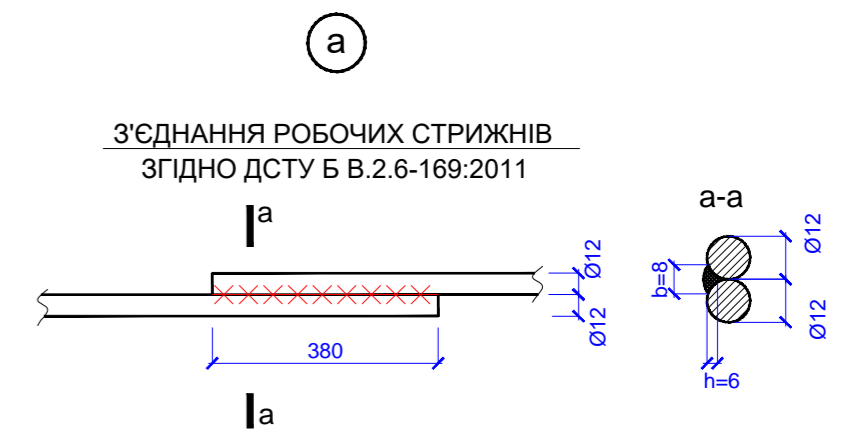 а
З'ЄДНАННЯ РОБОЧИХ СТРИЖНІВ
ЗГІДНО ДСТУ Б В.2.6-169:2011
а
а-а
Ø12
Ø12
380
а
Ø12
b=8
Ø12
h=6